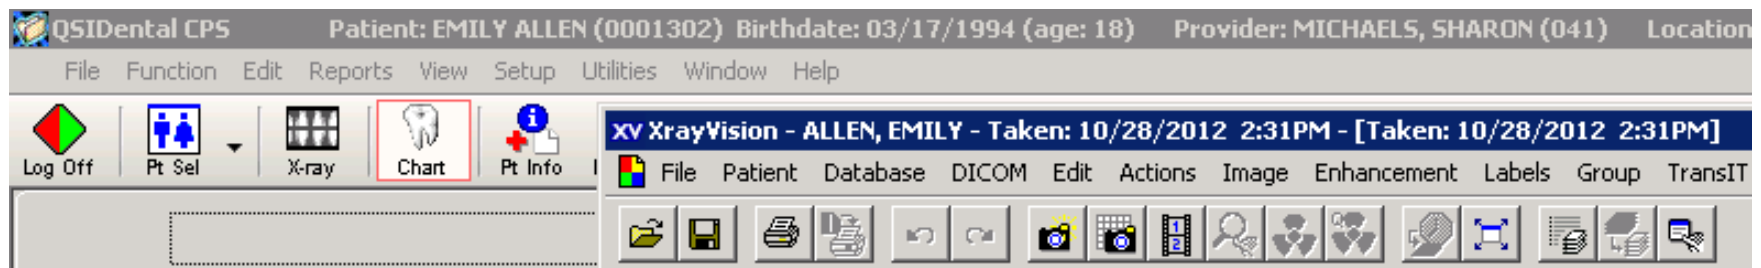 QSIDental CPS Patient: EMILY ALLEN (0001302) Birthdate: 03/17/1994 (age: 18) Provider: MICHAELS, SHARON (041) Location
File Function Edit Reports View Setup Utilities Window Help
Log Off Pt Sel X-ray Chart Pt Info
XV XrayVision - ALLEN, EMILY - Taken: 10/28/2012 2:31PM - [Taken: 10/28/2012 2:31PM]
File Patient Database DICOM Edit Actions Image Enhancement Labels Group TransIT